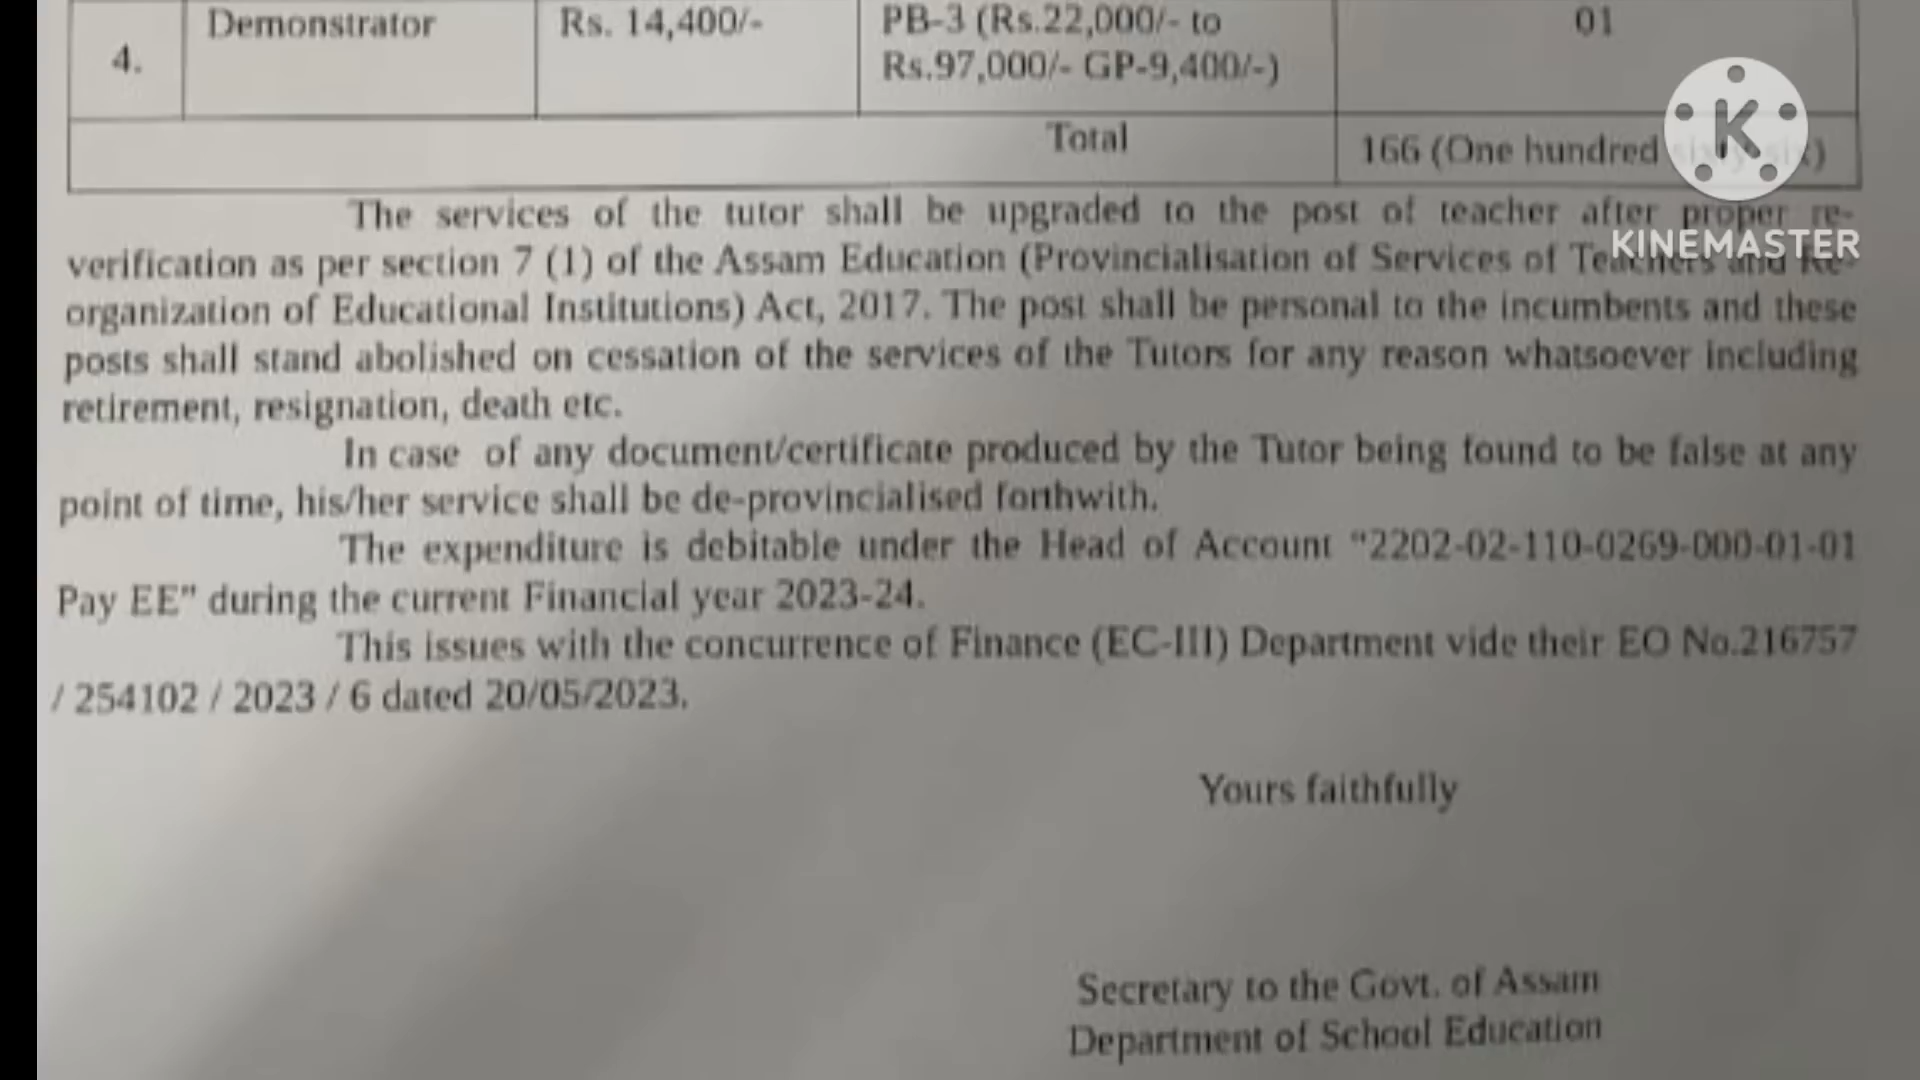 4.
Demonstrator
Rs. 14,400/-
PB-3 (Rs.22,000/- to
Rs.97,000/- GP-9,400/-)
01
Total
166 (One hundred sixty six)
K
KINEMASTER
The services of the tutor shall be upgraded to the post of teacher after proper re-
verification as per section 7 (1) of the Assam Education (Provincialisation of Services of Teachers and Re-
organization of Educational Institutions) Act, 2017. The post shall be personal to the incumbents and these
posts shall stand abolished on cessation of the services of the Tutors for any reason whatsoever including
retirement, resignation, death etc.
In case of any document/certificate produced by the Tutor being found to be false at any
point of time, his/her service shall be de-provincialised forthwith.
The expenditure is debitable under the Head of Account "2202-02-110-0269-000-01-01
Pay EE" during the current Financial year 2023-24.
This issues with the concurrence of Finance (EC-III) Department vide their EO No.216757
/ 254102 / 2023 / 6 dated 20/05/2023.
Yours faithfully
Secretary to the Govt. of Assam
Department of School Education